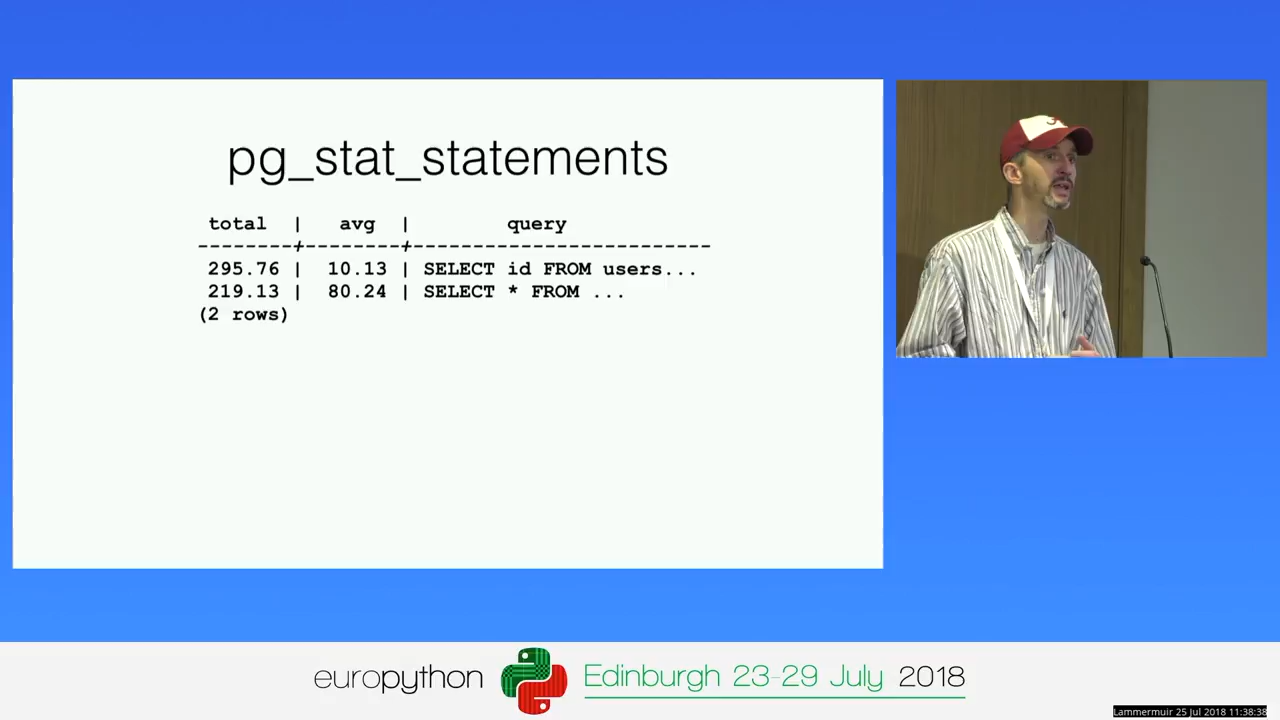 pg_stat_statements
total | avg | query
--------+--------+-------------------------
295.76 | 10.13 | SELECT id FROM users...
219.13 | 80.24 | SELECT * FROM ...
(2 rows)
europython Edinburgh 23-29 July 2018
Lammermuir 25 Jul 2018 11:38:38